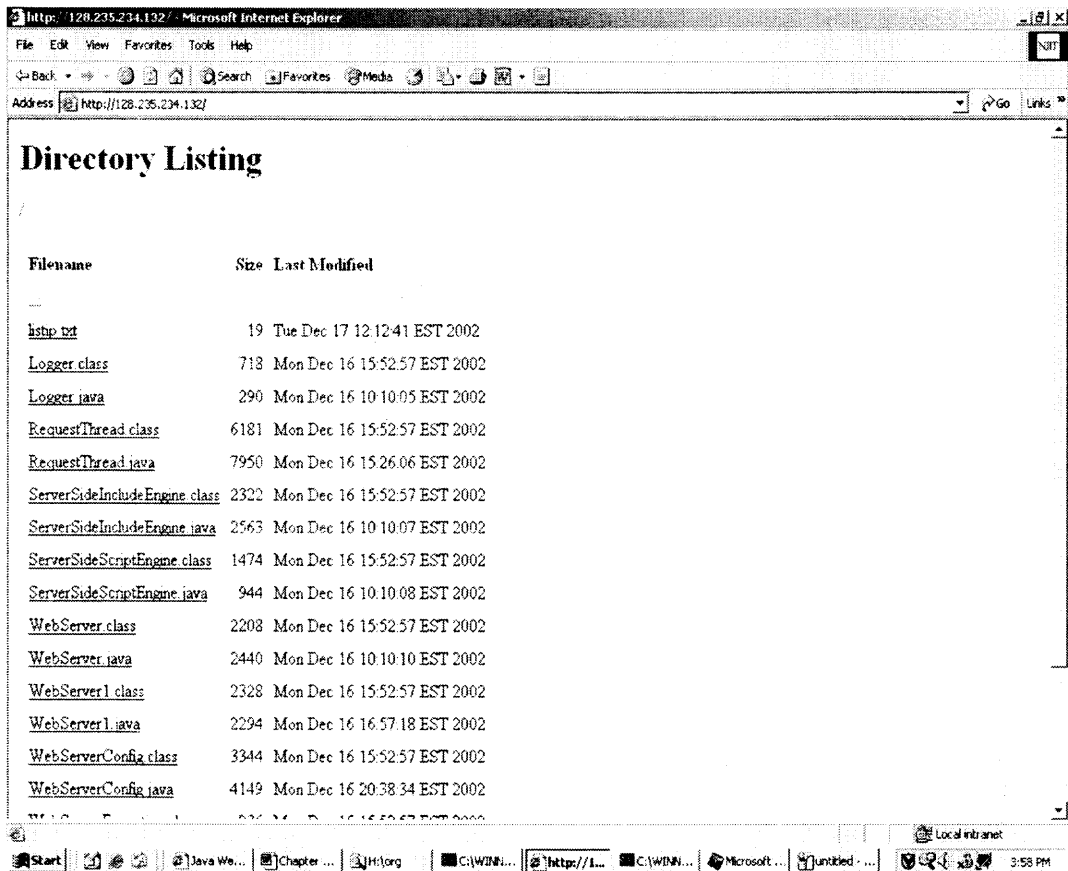 http://128.235.234.132/ - Microsoft Internet Explorer
File Edit View Favorites Tools Help
Back Search Favorites Media
Address http://128.235.234.132/ Go Links »
Directory Listing
/
Filename Size Last Modified
listip.txt 19 Tue Dec 17 12:12:41 EST 2002
Logger.class 718 Mon Dec 16 15:52:57 EST 2002
Logger.java 290 Mon Dec 16 10:10:05 EST 2002
RequestThread.class 6181 Mon Dec 16 15:52:57 EST 2002
RequestThread.java 7950 Mon Dec 16 15:26:06 EST 2002
ServerSideIncludeEngine.class 2322 Mon Dec 16 15:52:57 EST 2002
ServerSideIncludeEngine.java 2563 Mon Dec 16 10:10:07 EST 2002
ServerSideScriptEngine.class 1474 Mon Dec 16 15:52:57 EST 2002
ServerSideScriptEngine.java 944 Mon Dec 16 10:10:08 EST 2002
WebServer.class 2208 Mon Dec 16 15:52:57 EST 2002
WebServer.java 2440 Mon Dec 16 10:10:10 EST 2002
WebServer1.class 2328 Mon Dec 16 15:52:57 EST 2002
WebServer1.java 2294 Mon Dec 16 16:57:18 EST 2002
WebServerConfig.class 3344 Mon Dec 16 15:52:57 EST 2002
WebServerConfig.java 4149 Mon Dec 16 20:38:34 EST 2002
Local intranet
Start Java We... Chapter ... H:\org C:\WINN... http://1... C:\WINN... Microsoft ... untitled - ... 3:58 PM